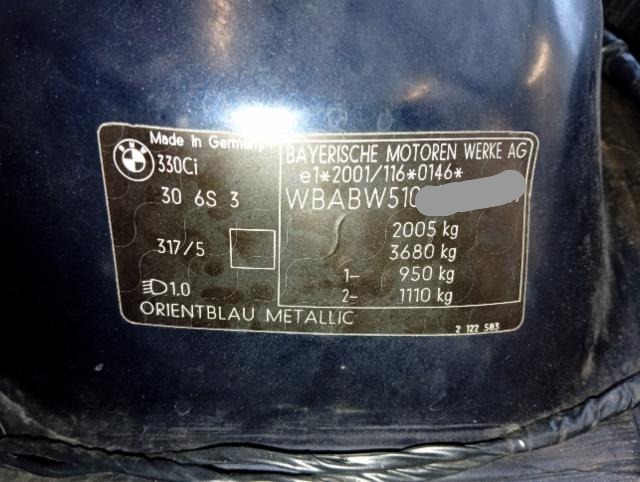 Made in Germany
BMW
330Ci
30 6S 3
317/5
1.0
ORIENTBLAU METALLIC
BAYERISCHE MOTOREN WERKE AG
e1*2001/116*0146*
WBABW510
2005 kg
3680 kg
1- 950 kg
2- 1110 kg
2 122 583